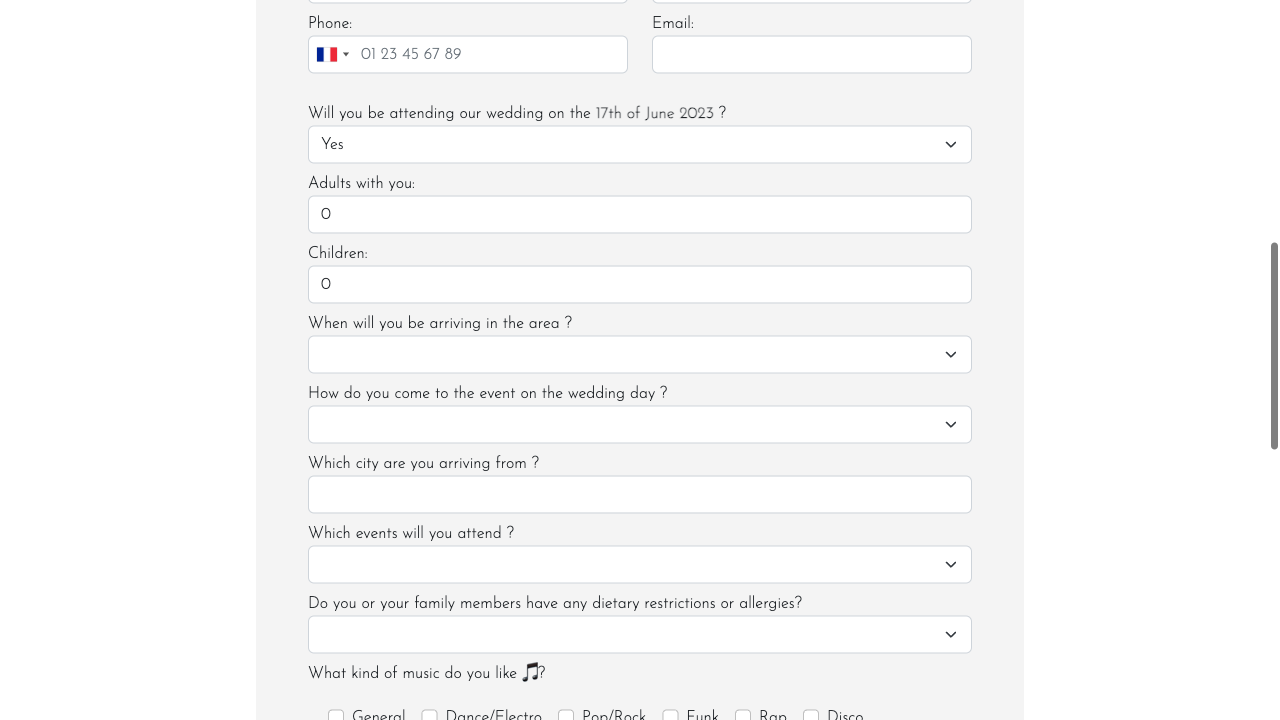 Phone: Email:
01 23 45 67 89
Will you be attending our wedding on the 17th of June 2023 ?
Yes
Adults with you:
0
Children:
0
When will you be arriving in the area ?
How do you come to the event on the wedding day ?
Which city are you arriving from ?
Which events will you attend ?
Do you or your family members have any dietary restrictions or allergies?
What kind of music do you like 🎵?
General Dance/Electro Pop/Rock Funk Rap Disco